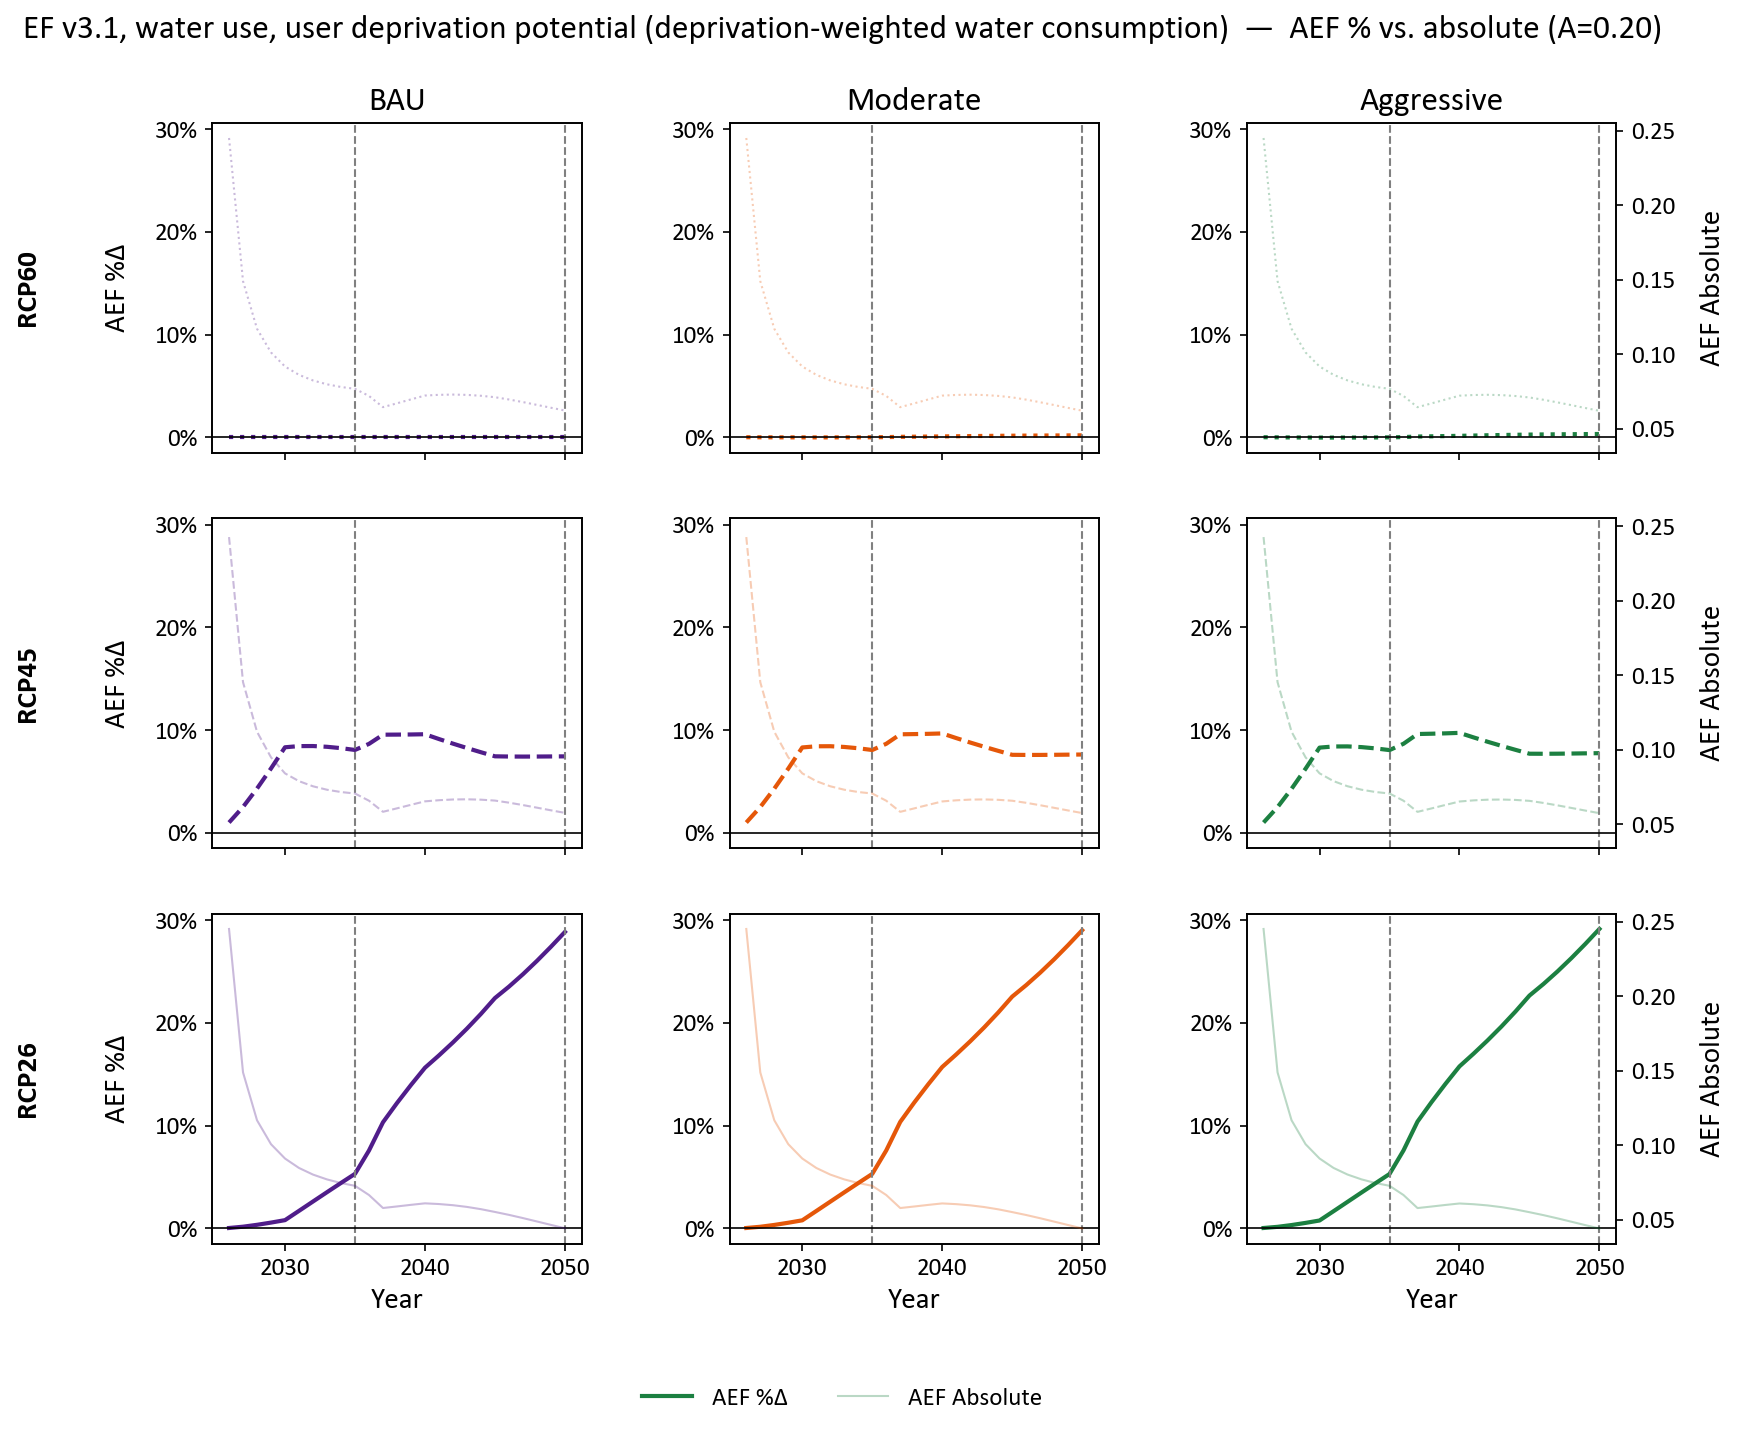 EF v3.1, water use, user deprivation potential (deprivation-weighted water consumption) — AEF % vs. absolute (A=0.20)
BAU
Moderate
Aggressive
RCP60
AEF %Δ
30%
20%
10%
0%
30%
20%
10%
0%
30%
20%
10%
0%
0.25
0.20
0.15
0.10
0.05
AEF Absolute
RCP45
AEF %Δ
30%
20%
10%
0%
30%
20%
10%
0%
30%
20%
10%
0%
0.25
0.20
0.15
0.10
0.05
AEF Absolute
RCP26
AEF %Δ
30%
20%
10%
0%
30%
20%
10%
0%
30%
20%
10%
0%
0.25
0.20
0.15
0.10
0.05
AEF Absolute
2030 2040 2050
2030 2040 2050
2030 2040 2050
Year
Year
Year
AEF %Δ
AEF Absolute